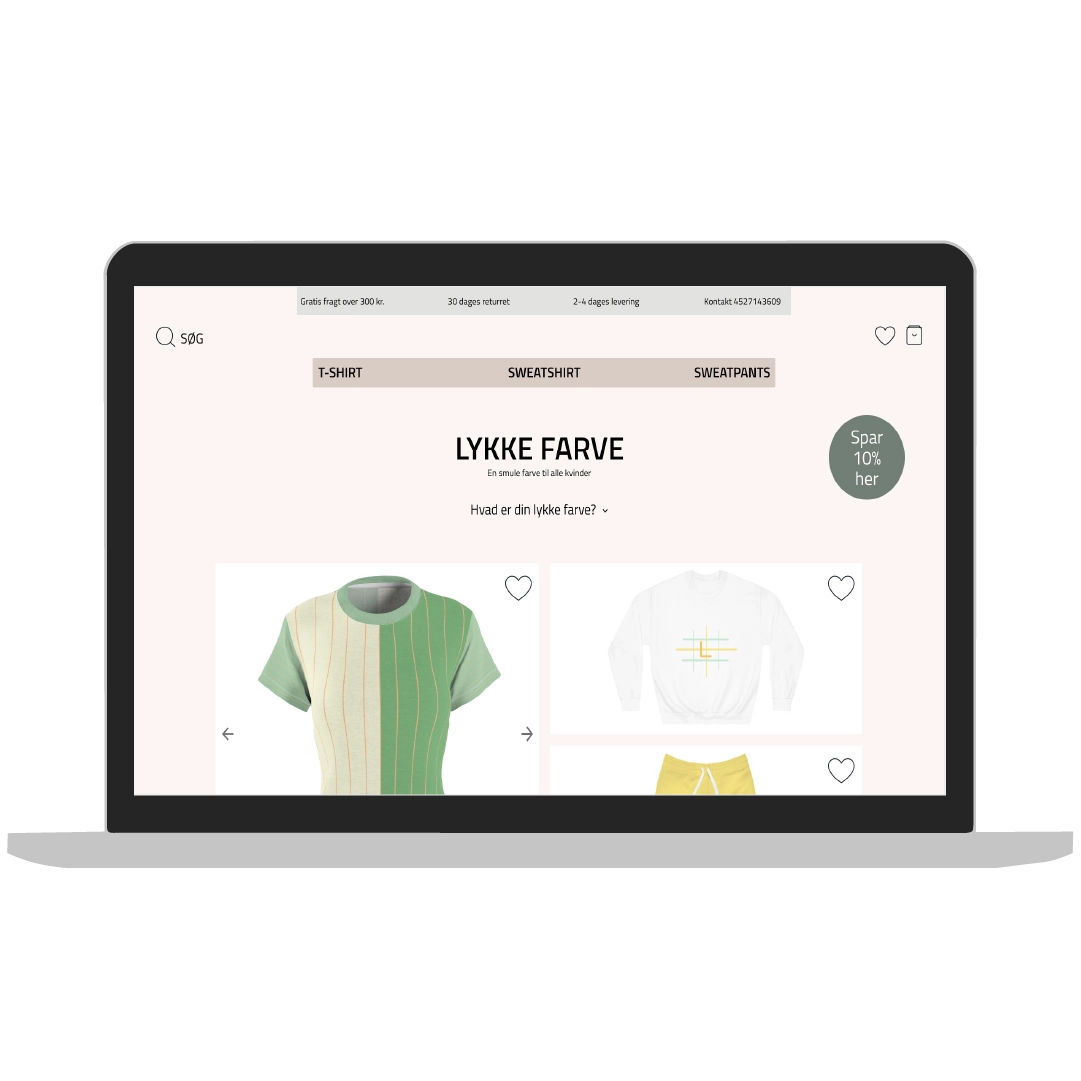 Gratis fragt over 300 kr. 30 dages returret 2-4 dages levering Kontakt 4527143609
SØG
T-SHIRT SWEATSHIRT SWEATPANTS
LYKKE FARVE
En smule farve til alle kvinder
Hvad er din lykke farve?
Spar
10%
her
L